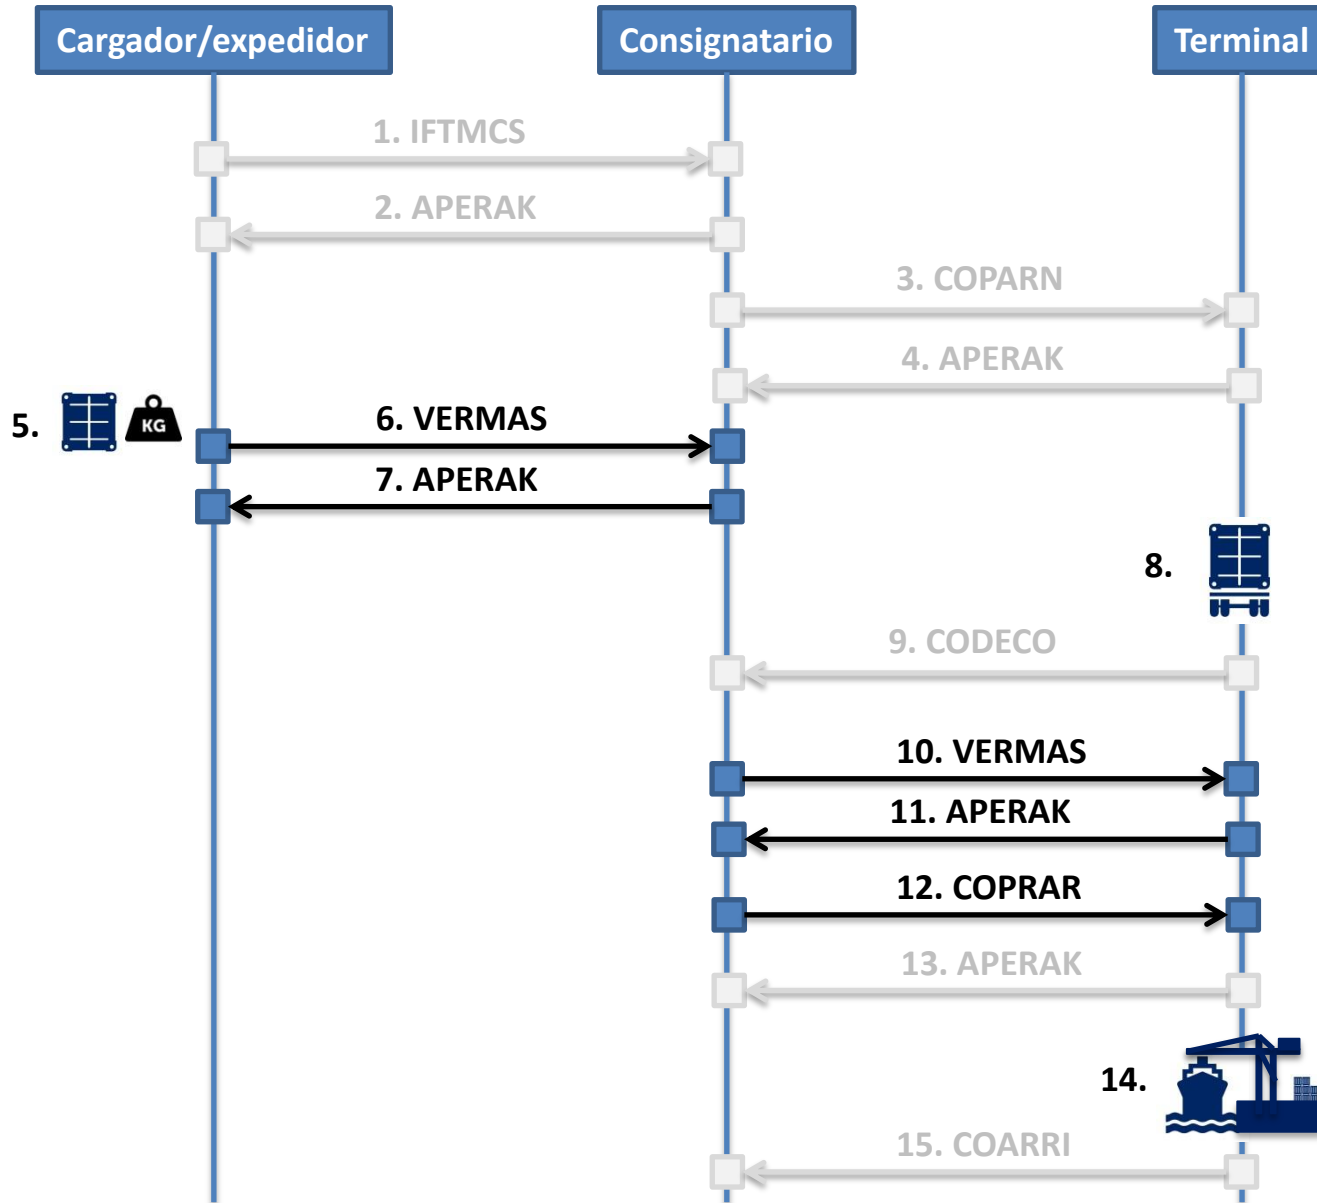 Cargador/expedidor
Consignatario
Terminal
1. IFTMCS
2. APERAK
3. COPARN
4. APERAK
5.
KG
6. VERMAS
7. APERAK
8.
9. CODECO
10. VERMAS
11. APERAK
12. COPRAR
13. APERAK
14.
15. COARRI